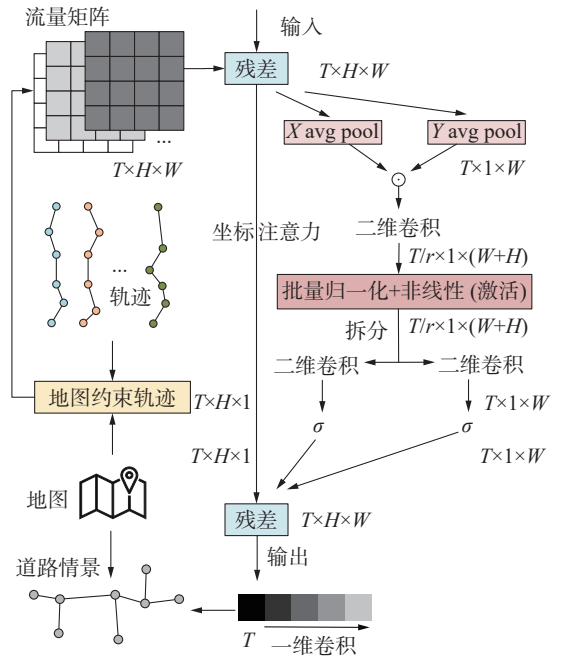 流量矩阵
...
T×H×W
轨迹
...
地图约束轨迹
地图
道路情景
输入
残差
T×H×W
X avg pool
Y avg pool
T×1×W
⊙
二维卷积
T/r×1×(W+H)
坐标注意力
批量归一化+非线性 (激活)
拆分
T/r×1×(W+H)
二维卷积
二维卷积
T×H×1
T×1×W
σ
σ
T×H×1
T×1×W
残差
T×H×W
输出
T
一维卷积